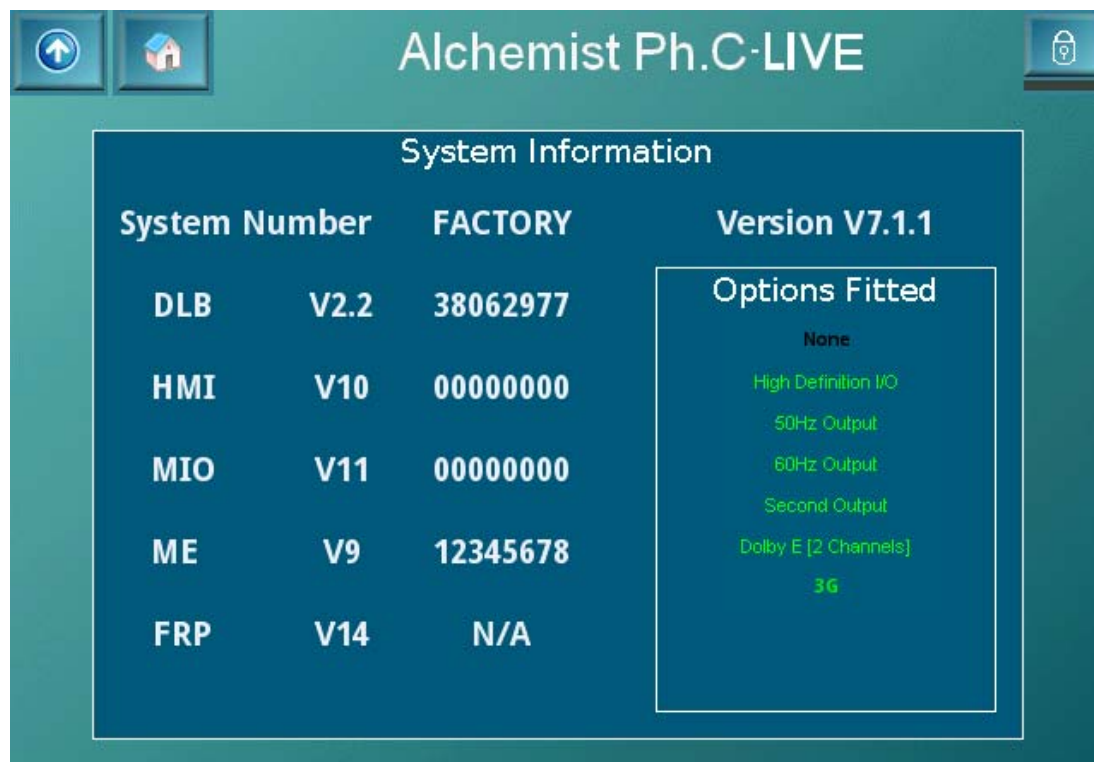 Alchemist Ph.C-LIVE
System Information
System Number FACTORY Version V7.1.1
DLB V2.2 38062977
HMI V10 00000000
MIO V11 00000000
ME V9 12345678
FRP V14 N/A
Options Fitted
None
High Definition I/O
50Hz Output
60Hz Output
Second Output
Dolby E [2 Channels]
3G